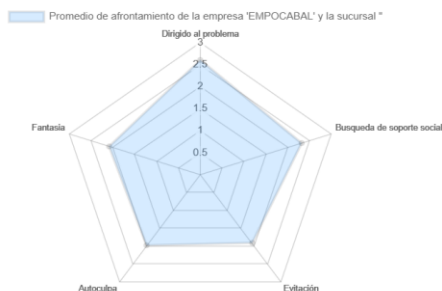 Promedio de afrontamiento de la empresa 'EMPOCABAL' y la sucursal "
Dirigido al problema
3
2.5
2
1.5
1
0.5
Fantasia
Busqueda de soporte social
Autoculpa
Evitación